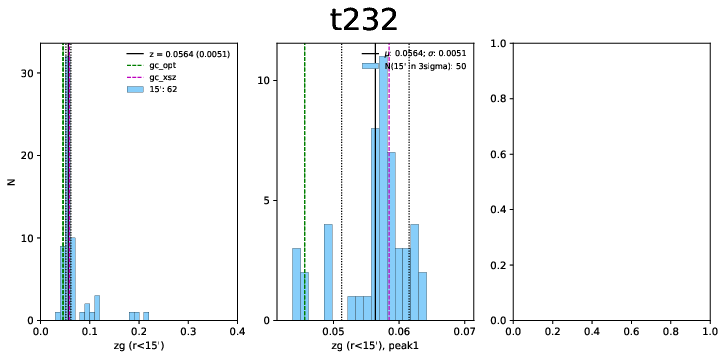 t232
z = 0.0564 (0.0051)
gc_opt
gc_xsz
15': 62
N
30
20
10
0
0.0 0.1 0.2 0.3 0.4
zg (r<15')
μ: 0.0564; σ: 0.0051
N(15' in 3sigma): 50
10
5
0
0.05 0.06 0.07
zg (r<15'), peak1
1.0
0.8
0.6
0.4
0.2
0.0
0.0 0.2 0.4 0.6 0.8 1.0